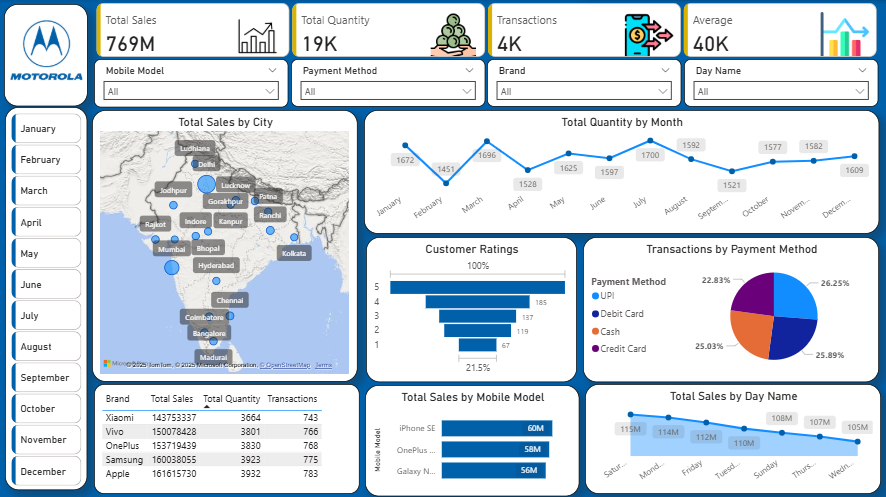 MOTOROLA
Total Sales
769M
Total Quantity
19K
Transactions
4K
Average
40K
Mobile Model
All
Payment Method
All
Brand
All
Day Name
All
January
February
March
April
May
June
July
August
September
October
November
December
Total Sales by City
Ludhiana
Delhi
Lucknow
Jodhpur
Gorakhpur
Patna
Ranchi
Rajkot
Indore
Kanpur
Mumbai
Bhopal
Kolkata
Hyderabad
Chennai
Coimbatore
Bangalore
Madurai
© 2025 TomTom, © 2025 Microsoft Corporation, © OpenStreetMap Terms
Total Quantity by Month
1672
1451
1696
1528
1625
1597
1700
1592
1521
1577
1582
1609
January
February
March
April
May
June
July
August
Septem...
October
Novem...
Decem...
Customer Ratings
100%
5
4 185
3 137
2 119
1 67
21.5%
Transactions by Payment Method
Payment Method
UPI
Debit Card
Cash
Credit Card
22.83%
26.25%
25.03%
25.89%
Brand Total Sales Total Quantity Transactions
Xiaomi 143753337 3664 743
Vivo 150078428 3801 766
OnePlus 153719439 3830 768
Samsung 160038055 3923 775
Apple 161615730 3932 783
Total Sales by Mobile Model
Mobile Model
iPhone SE 60M
OnePlus ... 58M
Galaxy N... 56M
Total Sales by Day Name
115M
114M
112M
110M
108M
107M
105M
Satur...
Mond...
Friday
Tuesd...
Sunday
Thurs...
Wedn...